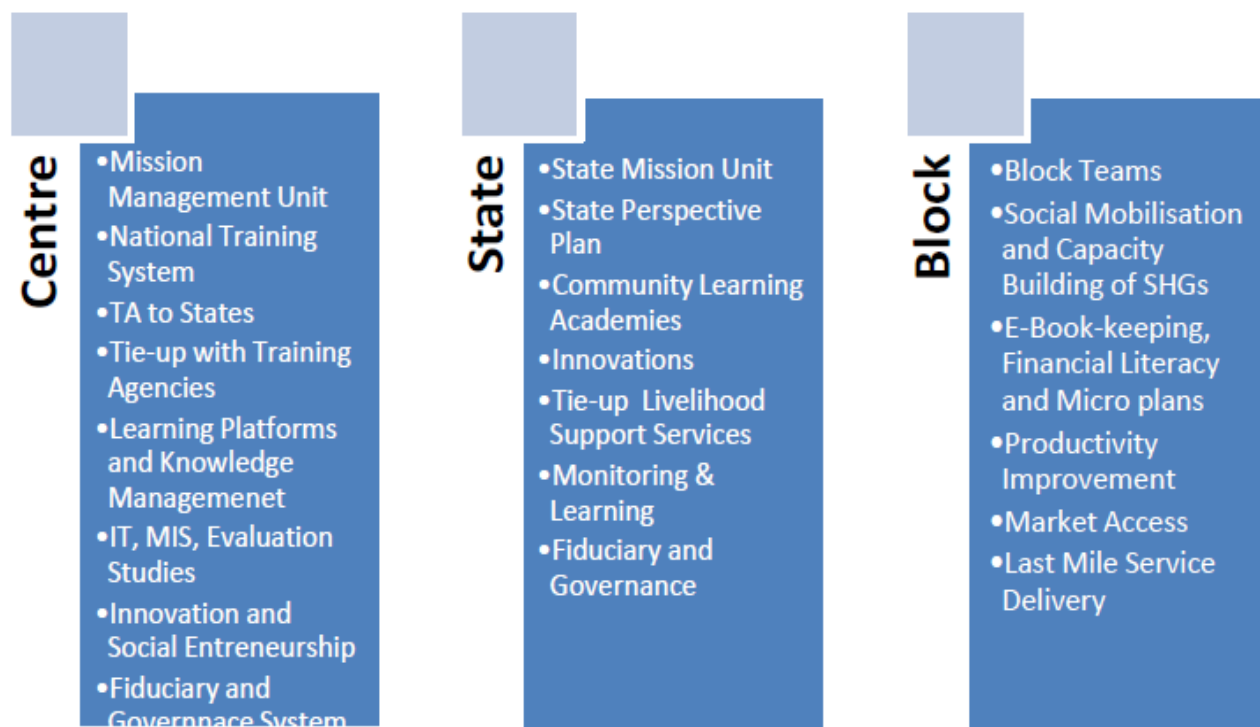 Centre
•Mission
Management Unit
•National Training
System
•TA to States
•Tie-up with Training
Agencies
•Learning Platforms
and Knowledge
Managemenet
•IT, MIS, Evaluation
Studies
•Innovation and
Social Entreneurship
•Fiduciary and
Governnace System
State
•State Mission Unit
•State Perspective
Plan
•Community Learning
Academies
•Innovations
•Tie-up Livelihood
Support Services
•Monitoring &
Learning
•Fiduciary and
Governance
Block
•Block Teams
•Social Mobilisation
and Capacity
Building of SHGs
•E-Book-keeping,
Financial Literacy
and Micro plans
•Productivity
Improvement
•Market Access
•Last Mile Service
Delivery